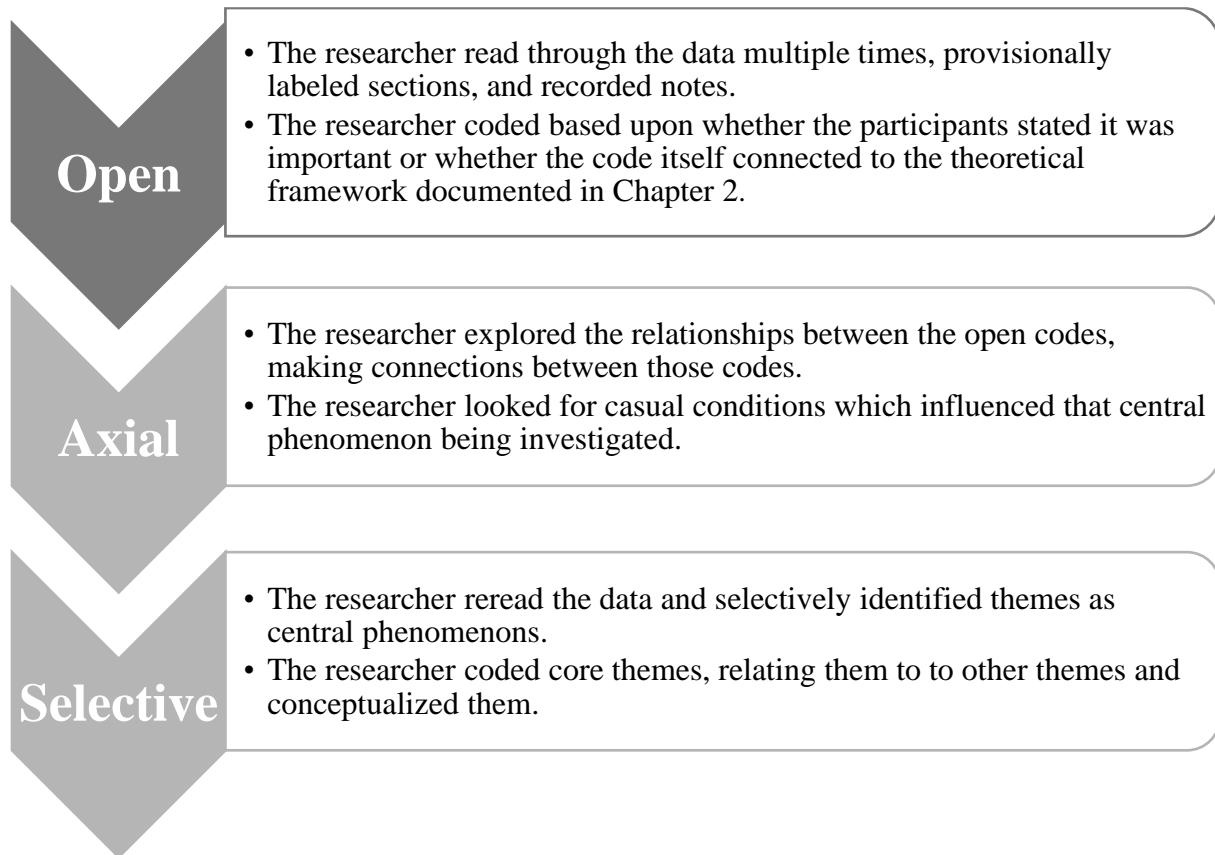 Open
• The researcher read through the data multiple times, provisionally
labeled sections, and recorded notes.
• The researcher coded based upon whether the participants stated it was
important or whether the code itself connected to the theoretical
framework documented in Chapter 2.
Axial
• The researcher explored the relationships between the open codes,
making connections between those codes.
• The researcher looked for casual conditions which influenced that central
phenomenon being investigated.
Selective
• The researcher reread the data and selectively identified themes as
central phenomenons.
• The researcher coded core themes, relating them to to other themes and
conceptualized them.